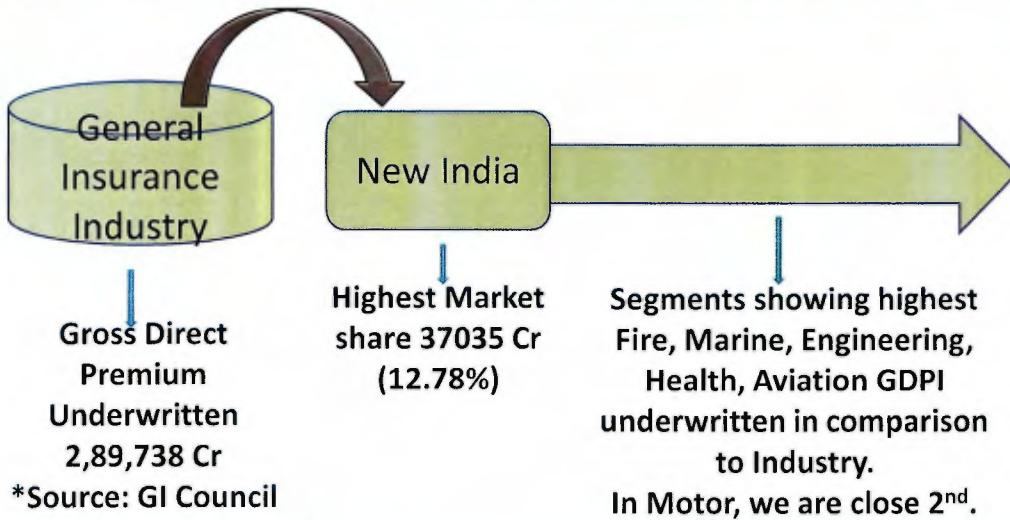 General
Insurance
Industry
New India
Gross Direct
Premium
Underwritten
2,89,738 Cr
*Source: GI Council
Highest Market
share 37035 Cr
(12.78%)
Segments showing highest
Fire, Marine, Engineering,
Health, Aviation GDPI
underwritten in comparison
to Industry.
In Motor, we are close 2nd.